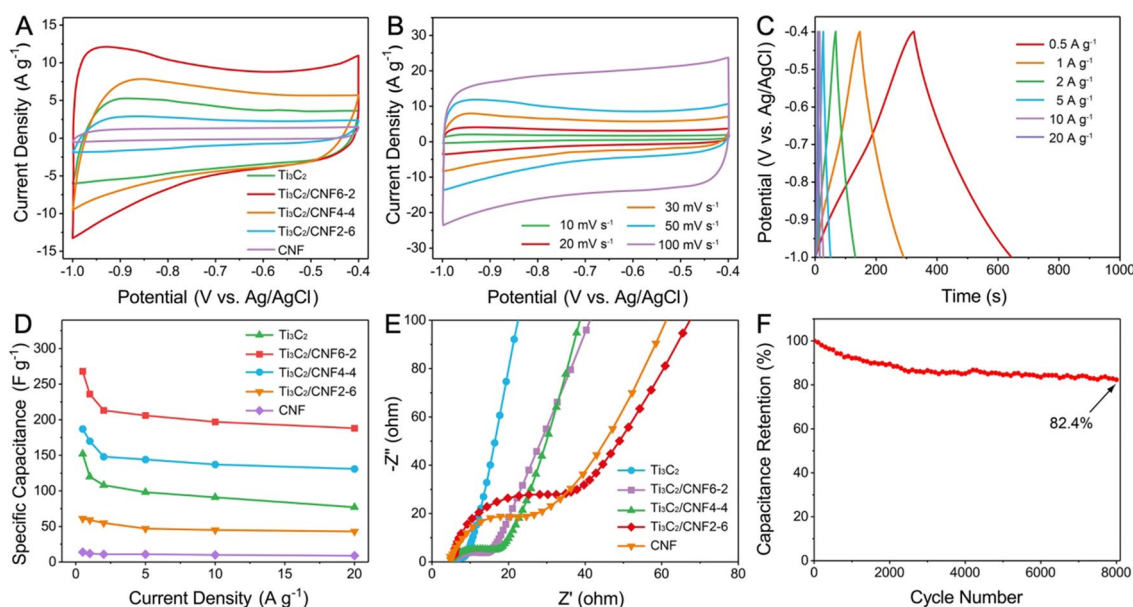 A
Current Density (A g⁻¹)
15
10
5
0
-5
-10
-15
Ti₃C₂
Ti₃C₂/CNF6-2
Ti₃C₂/CNF4-4
Ti₃C₂/CNF2-6
CNF
-1.0 -0.9 -0.8 -0.7 -0.6 -0.5 -0.4
Potential (V vs. Ag/AgCl)
B
Current Density (A g⁻¹)
30
20
10
0
-10
-20
-30
10 mV s⁻¹
20 mV s⁻¹
30 mV s⁻¹
50 mV s⁻¹
100 mV s⁻¹
-1.0 -0.9 -0.8 -0.7 -0.6 -0.5 -0.4
Potential (V vs. Ag/AgCl)
C
Potential (V vs. Ag/AgCl)
-0.4
-0.6
-0.7
-0.8
-0.9
-1.0
0.5 A g⁻¹
1 A g⁻¹
2 A g⁻¹
5 A g⁻¹
10 A g⁻¹
20 A g⁻¹
0 200 400 600 800 1000
Time (s)
D
Specific Capacitance (F g⁻¹)
350
300
250
200
150
100
50
0
Ti₃C₂
Ti₃C₂/CNF6-2
Ti₃C₂/CNF4-4
Ti₃C₂/CNF2-6
CNF
0 5 10 15 20
Current Density (A g⁻¹)
E
-Z'' (ohm)
-100
-80
-60
-40
-20
0
Ti₃C₂
Ti₃C₂/CNF6-2
Ti₃C₂/CNF4-4
Ti₃C₂/CNF2-6
CNF
0 20 40 60 80
Z' (ohm)
F
Capacitance Retention (%)
100
80
60
40
20
0
82.4%
0 2000 4000 6000 8000
Cycle Number